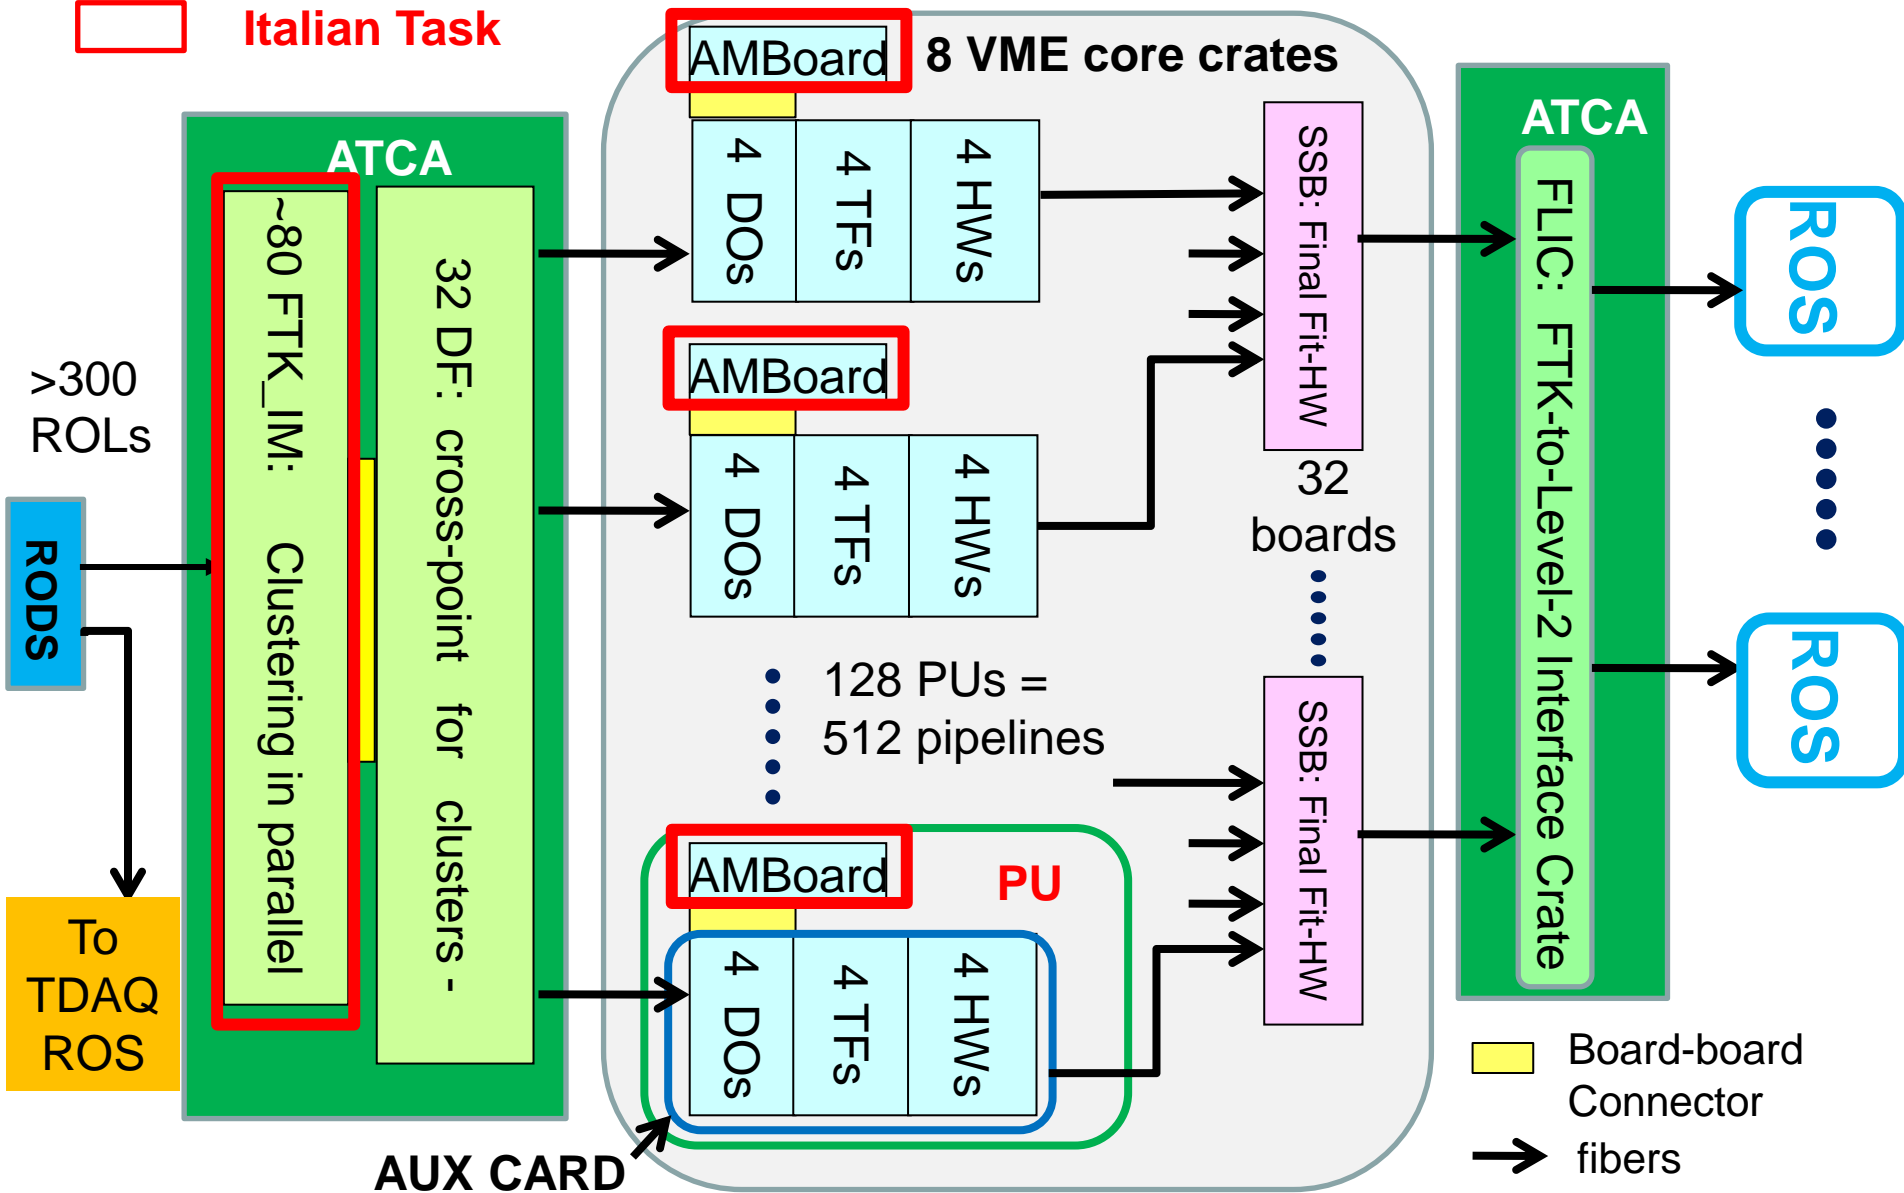 Italian Task
>300
ROLs
RODS
To
TDAQ
ROS
ATCA
~80 FTK_IM: Clustering in parallel
32 DF: cross-point for clusters -
8 VME core crates
AMBoard
4 DOs
4 TFs
4 HWs
AMBoard
4 DOs
4 TFs
4 HWs
128 PUs =
512 pipelines
AMBoard
PU
4 DOs
4 TFs
4 HWs
AUX CARD
SSB: Final Fit-HW
32
boards
SSB: Final Fit-HW
ATCA
FLIC: FTK-to-Level-2 Interface Crate
ROS
ROS
Board-board
Connector
fibers